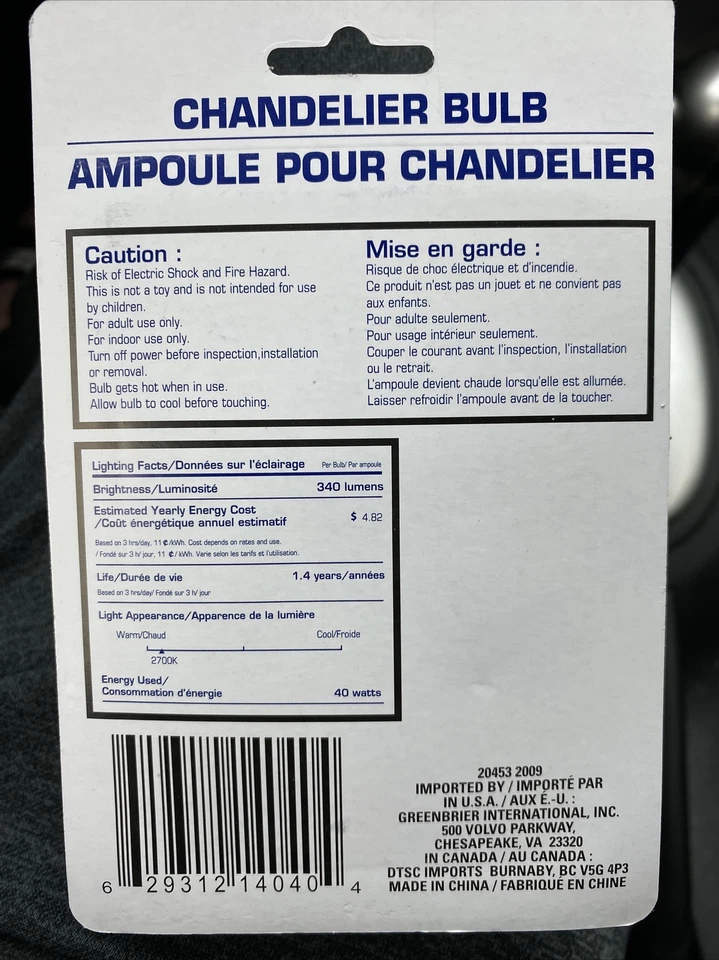 CHANDELIER BULB
AMPOULE POUR CHANDELIER
Caution :
Risk of Electric Shock and Fire Hazard.
This is not a toy and is not intended for use
by children.
For adult use only.
For indoor use only.
Turn off power before inspection,installation
or removal.
Bulb gets hot when in use.
Allow bulb to cool before touching.
Mise en garde :
Risque de choc électrique et d'incendie.
Ce produit n'est pas un jouet et ne convient pas
aux enfants.
Pour adulte seulement.
Pour usage intérieur seulement.
Couper le courant avant l'inspection, l'installation
ou le retrait.
L'ampoule devient chaude lorsqu'elle est allumée.
Laisser refroidir l'ampoule avant de la toucher.
Lighting Facts/Données sur l'éclairage Per Bulb/ Par ampoule
Brightness/Luminosité 340 lumens
Estimated Yearly Energy Cost
/Coût énergétique annuel estimatif $ 4.82
Based on 3 hrs/day, 11 ¢/kWh. Cost depends on rates and use.
/ Fondé sur 3 h/ jour, 11 ¢/ kWh. Varie selon les tarifs et l'utilisation.
Life/Durée de vie 1.4 years/années
Based on 3 hrs/day/ Fondé sur 3 h/ jour
Light Appearance/Apparence de la lumière
Warm/Chaud Cool/Froide
2700K
Energy Used/
Consommation d'énergie 40 watts
6 29312 14040 4
20453 2009
IMPORTED BY / IMPORTÉ PAR
IN U.S.A. / AUX É.-U. :
GREENBRIER INTERNATIONAL, INC.
500 VOLVO PARKWAY,
CHESAPEAKE, VA 23320
IN CANADA / AU CANADA :
DTSC IMPORTS BURNABY, BC V5G 4P3
MADE IN CHINA / FABRIQUÉ EN CHINE